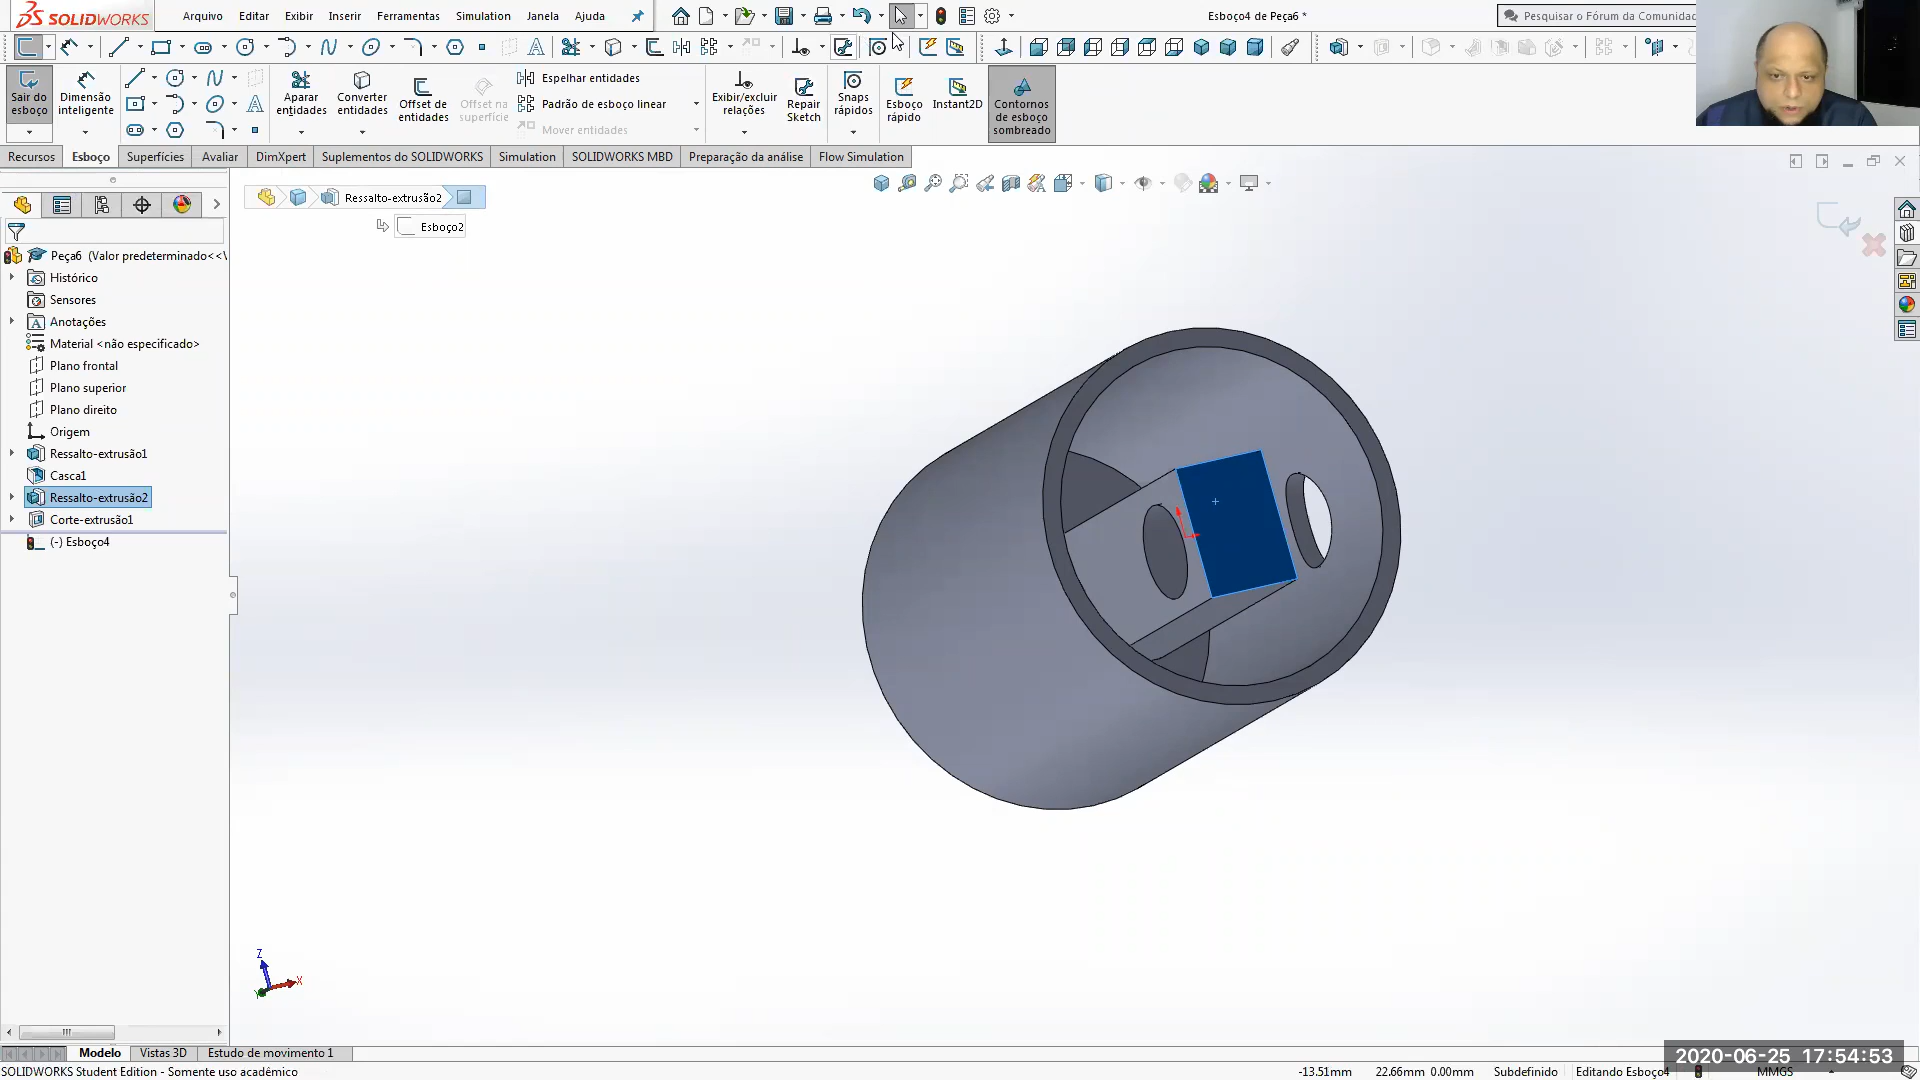 SOLIDWORKS
Arquivo Editar Exibir Inserir Ferramentas Simulation Janela Ajuda
Esboço4 de Peça6 *
Pesquisar o Fórum da Comunidad
Sair do esboço
Dimensão inteligente
Aparar entidades
Converter entidades
Offset de entidades
Offset na superfície
Espelhar entidades
Padrão de esboço linear
Mover entidades
Exibir/excluir relações
Repair Sketch
Snaps rápidos
Esboço rápido
Instant2D
Contornos de esboço sombreado
Recursos Esboço Superfícies Avaliar DimXpert Suplementos do SOLIDWORKS Simulation SOLIDWORKS MBD Preparação da análise Flow Simulation
Ressalto-extrusão2
Esboço2
Peça6 (Valor predeterminado<<\
Histórico
Sensores
Anotações
Material <não especificado>
Plano frontal
Plano superior
Plano direito
Origem
Ressalto-extrusão1
Casca1
Ressalto-extrusão2
Corte-extrusão1
(-) Esboço4
Z
X
Y
Modelo Vistas 3D Estudo de movimento 1
2020-06-25 17:54:53
SOLIDWORKS Student Edition - Somente uso acadêmico
-13.51mm 22.66mm 0.00mm Subdefinido Editando Esboço4 MMGS